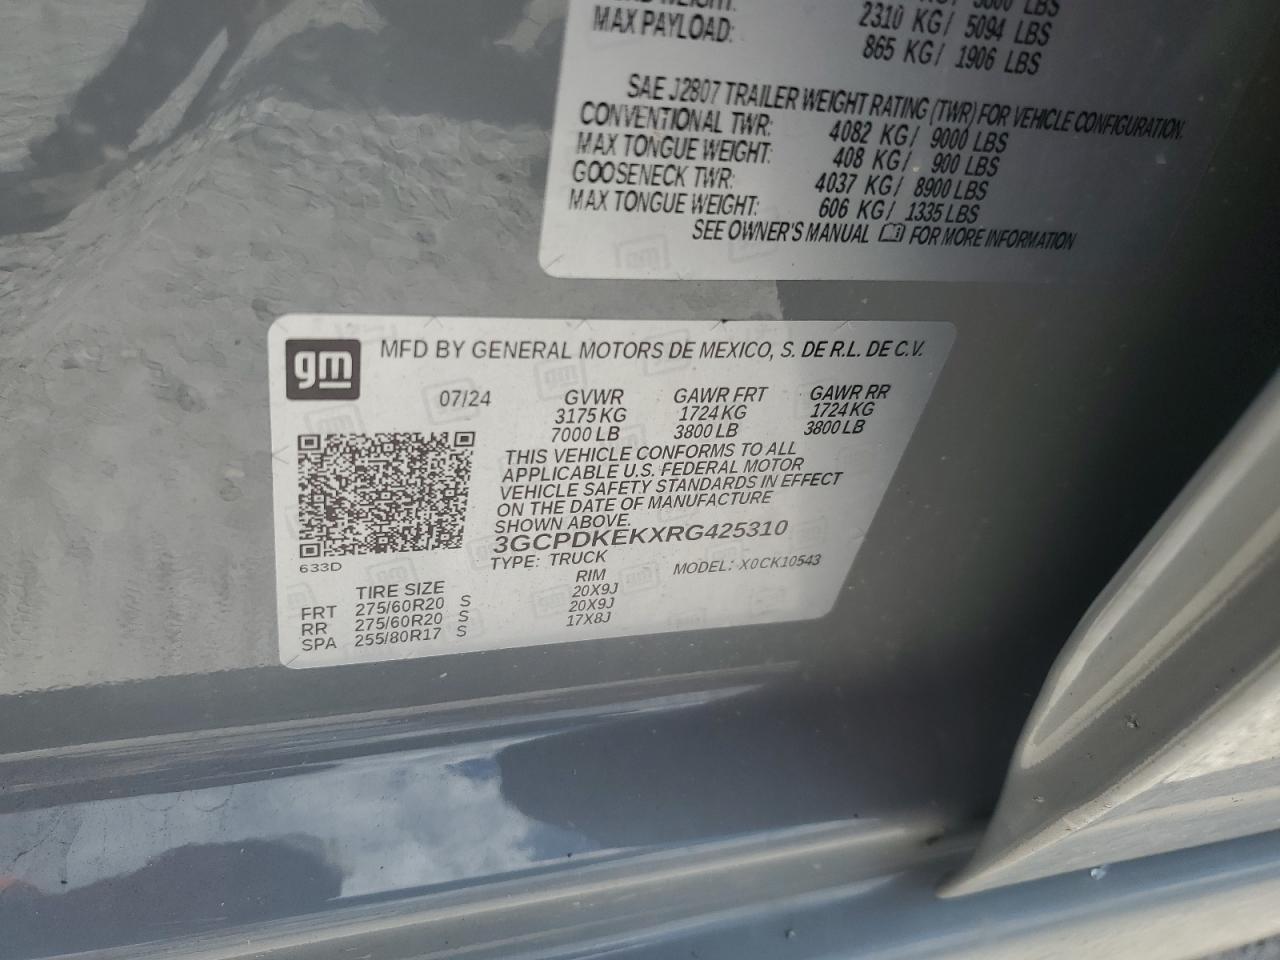 WEIGHT:
2310 KG/ 5094 LBS
MAX PAYLOAD: 865 KG/ 1906 LBS
SAE J2807 TRAILER WEIGHT RATING (TWR) FOR VEHICLE CONFIGURATION.
CONVENTIONAL TWR: 4082 KG/ 9000 LBS
MAX TONGUE WEIGHT: 408 KG/ 900 LBS
GOOSENECK TWR: 4037 KG/ 8900 LBS
MAX TONGUE WEIGHT: 606 KG/ 1335 LBS
SEE OWNER'S MANUAL FOR MORE INFORMATION
gm MFD BY GENERAL MOTORS DE MEXICO, S. DE R.L. DE C.V.
07/24 GVWR GAWR FRT GAWR RR
3175 KG 1724 KG 1724 KG
7000 LB 3800 LB 3800 LB
THIS VEHICLE CONFORMS TO ALL
APPLICABLE U.S. FEDERAL MOTOR
VEHICLE SAFETY STANDARDS IN EFFECT
ON THE DATE OF MANUFACTURE
SHOWN ABOVE.
3GCPDKEKXRG425310
633D TYPE: TRUCK MODEL: X0CK10543
TIRE SIZE RIM
FRT 275/60R20 S 20X9J
RR 275/60R20 S 20X9J
SPA 255/80R17 S 17X8J